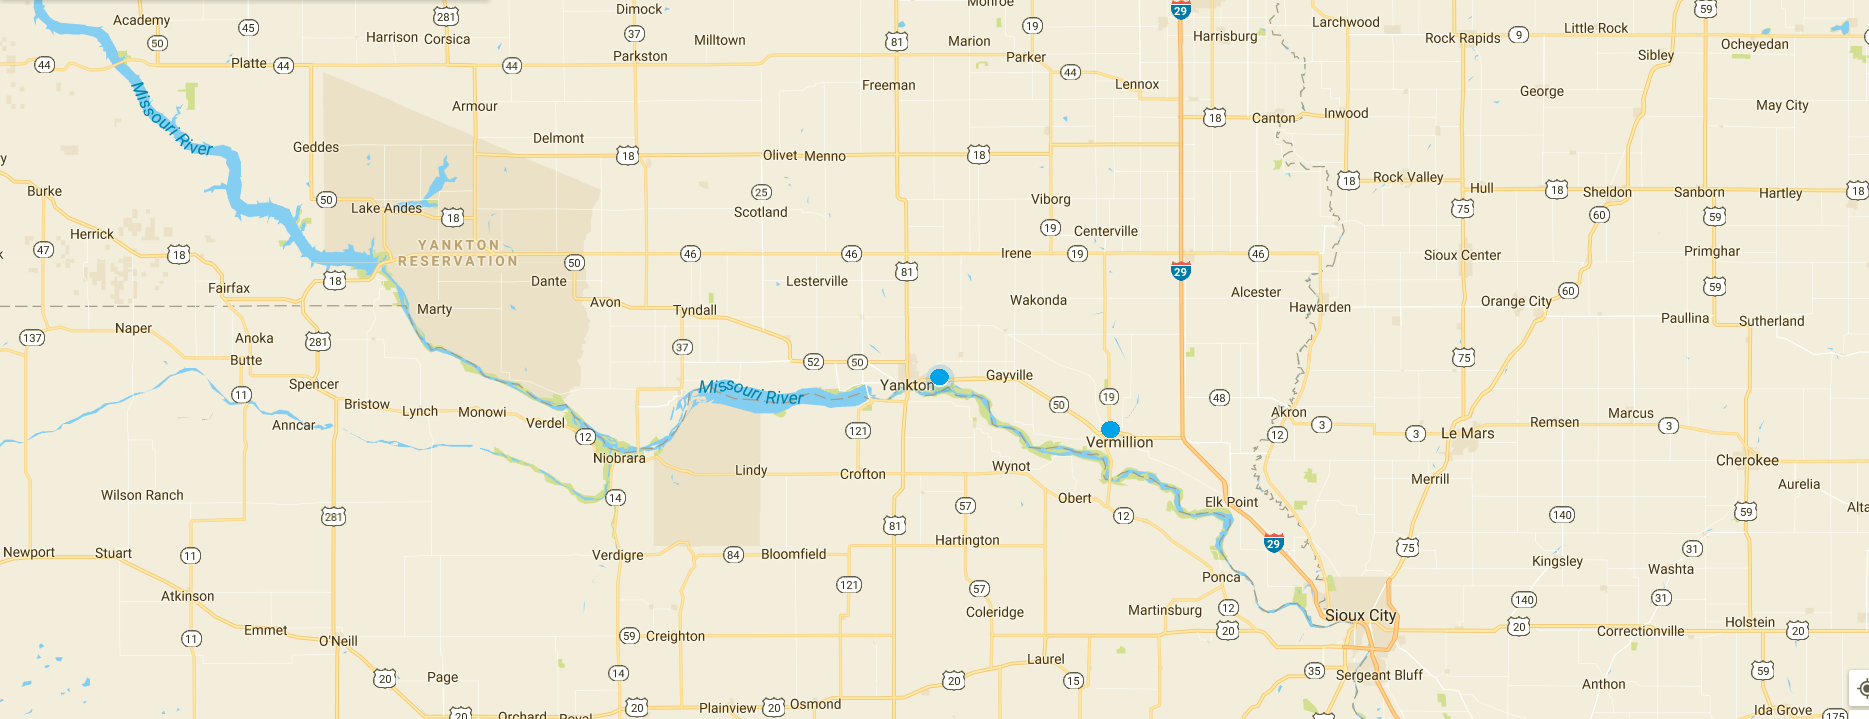 Dimock
Monroe
29
59
Academy
45
281
37
19
Larchwood
Little Rock
50
Harrison
Corsica
Milltown
81
Marion
Harrisburg
Rock Rapids
9
Ocheyedan
44
Platte
44
44
Parkston
Parker
44
Sibley
Freeman
Lennox
George
May City
Missouri River
Armour
18
Canton
Inwood
Geddes
Delmont
18
Olivet
Menno
18
y
Burke
50
Lake Andes
18
25
Scotland
Viborg
18
Rock Valley
Hull
18
Sheldon
Sanborn
Hartley
18
75
60
59
Herrick
47
18
YANKTON
RESERVATION
19
Centerville
50
46
46
Irene
19
46
Sioux Center
Primghar
18
Dante
Lesterville
81
29
Fairfax
Marty
Avon
Tyndall
Wakonda
Alcester
Hawarden
Orange City
60
59
137
Naper
Anoka
281
Paullina
Sutherland
Butte
37
52
50
75
Spencer
11
Missouri River
Yankton
Gayville
Bristow
Lynch
Monowi
50
19
48
Anncar
Verdel
12
121
Vermillion
Akron
3
12
3
Le Mars
Remsen
Marcus
3
Niobrara
Lindy
Crofton
Wynot
Cherokee
Wilson Ranch
14
Obert
Elk Point
Merrill
Aurelia
281
57
12
140
59
Alta
Newport
Stuart
11
81
Hartington
29
75
31
Verdigre
84
Bloomfield
Kingsley
Washta
Atkinson
121
57
Ponca
140
31
Coleridge
Martinsburg
12
Sioux City
11
Emmet
O'Neill
59
Creighton
20
20
Correctionville
Holstein
20
20
Page
14
Laurel
20
15
35
Sergeant Bluff
Anthon
59
20
Orchard
Royal
20
Plainview
20
Osmond
Ida Grove
175